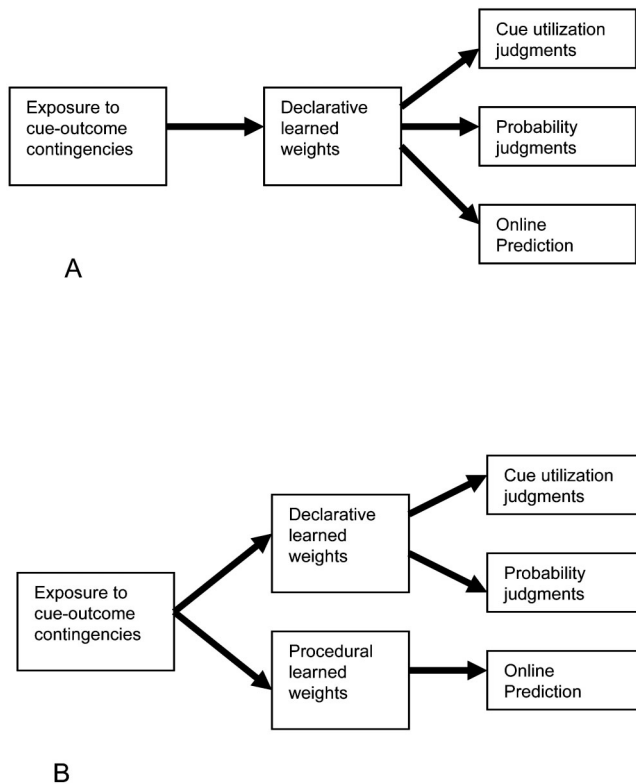 Exposure to
cue-outcome
contingencies
Declarative
learned
weights
Cue utilization
judgments
Probability
judgments
Online
Prediction
A
Exposure to
cue-outcome
contingencies
Declarative
learned
weights
Procedural
learned
weights
Cue utilization
judgments
Probability
judgments
Online
Prediction
B